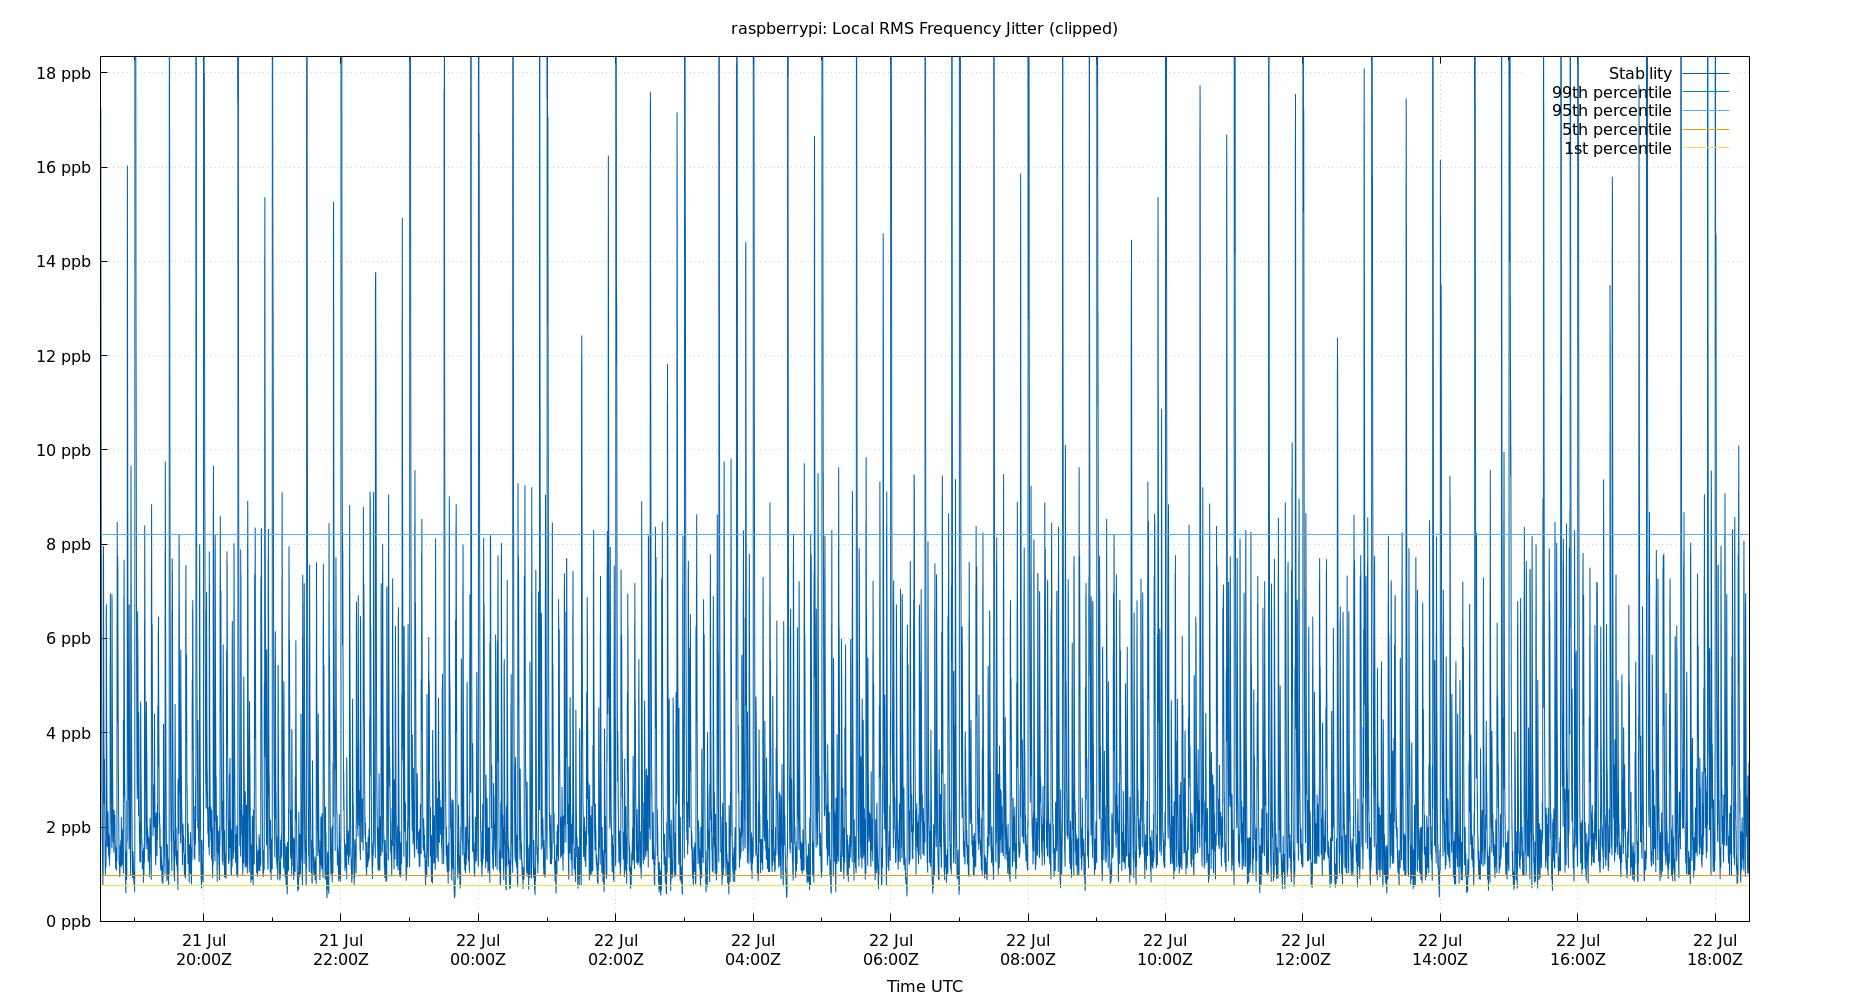 raspberrypi: Local RMS Frequency Jitter (clipped)
18 ppb
16 ppb
14 ppb
12 ppb
10 ppb
8 ppb
6 ppb
4 ppb
2 ppb
0 ppb
Stability
99th percentile
95th percentile
5th percentile
1st percentile
21 Jul 21 Jul 22 Jul 22 Jul 22 Jul 22 Jul 22 Jul 22 Jul 22 Jul 22 Jul 22 Jul 22 Jul
20:00Z 22:00Z 00:00Z 02:00Z 04:00Z 06:00Z 08:00Z 10:00Z 12:00Z 14:00Z 16:00Z 18:00Z
Time UTC